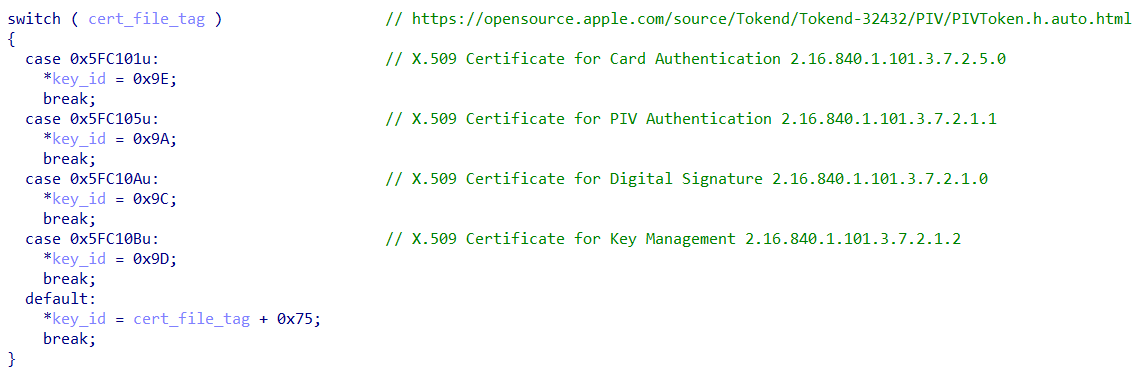 switch ( cert_file_tag ) // https://opensource.apple.com/source/Tokend/Tokend-32432/PIV/PIVToken.h.auto.html
{
  case 0x5FC101u: // X.509 Certificate for Card Authentication 2.16.840.1.101.3.7.2.5.0
    *key_id = 0x9E;
    break;
  case 0x5FC105u: // X.509 Certificate for PIV Authentication 2.16.840.1.101.3.7.2.1.1
    *key_id = 0x9A;
    break;
  case 0x5FC10Au: // X.509 Certificate for Digital Signature 2.16.840.1.101.3.7.2.1.0
    *key_id = 0x9C;
    break;
  case 0x5FC10Bu: // X.509 Certificate for Key Management 2.16.840.1.101.3.7.2.1.2
    *key_id = 0x9D;
    break;
  default:
    *key_id = cert_file_tag + 0x75;
    break;
}